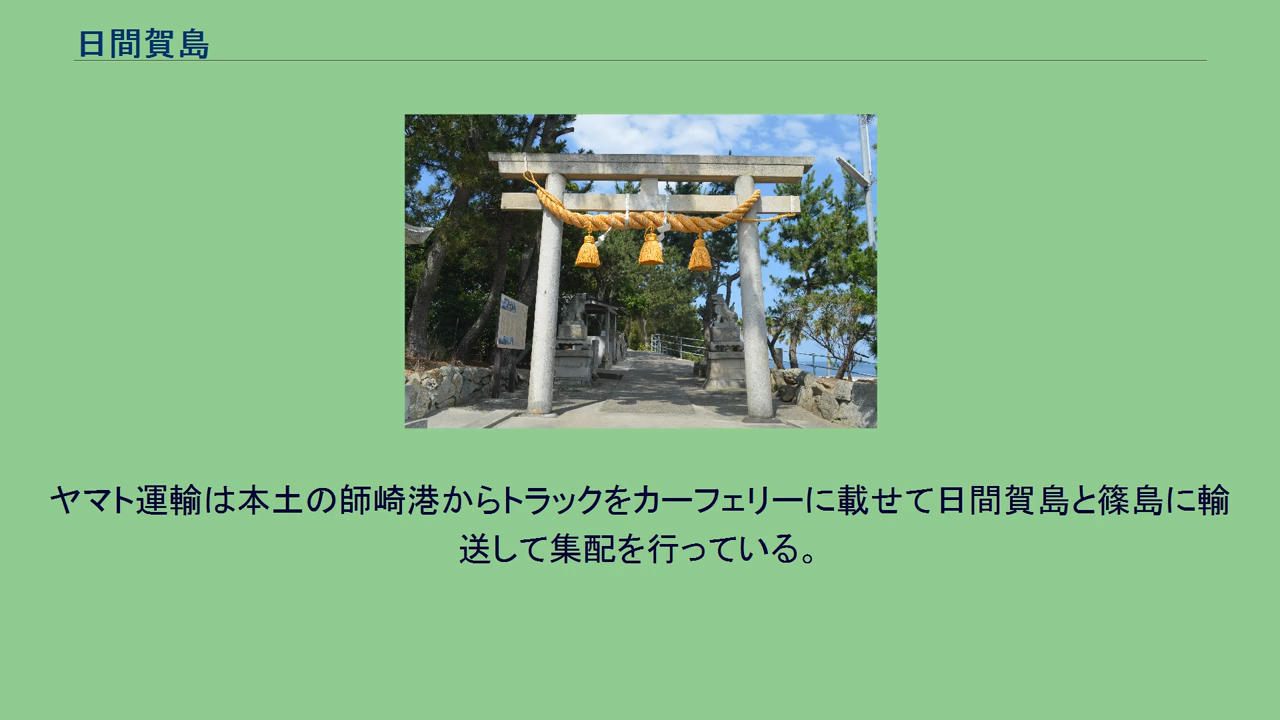 日間賀島
ヤマト運輸は本土の師崎港からトラックをカーフェリーに載せて日間賀島と篠島に輸
送して集配を行っている。